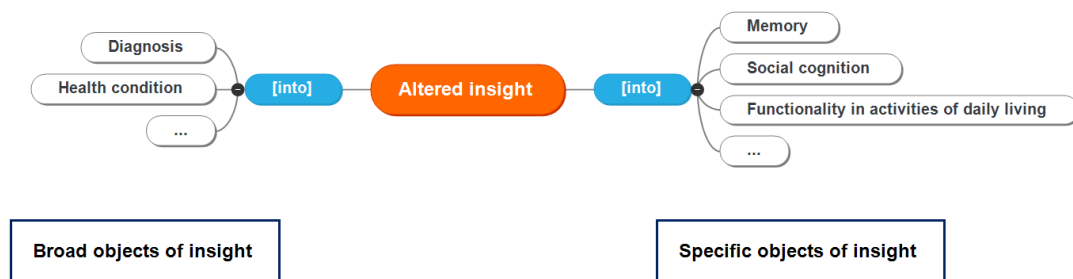 Diagnosis
Health condition
...
[into]
Altered insight
[into]
Memory
Social cognition
Functionality in activities of daily living
...
Broad objects of insight
Specific objects of insight